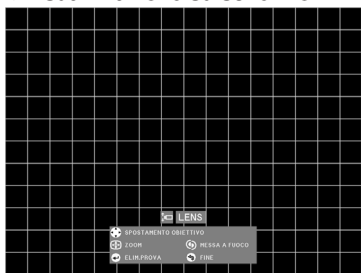 LENS
SPOSTAMENTO OBIETTIVO
ZOOM MESSA A FUOCO
ELIM.PROVA FINE